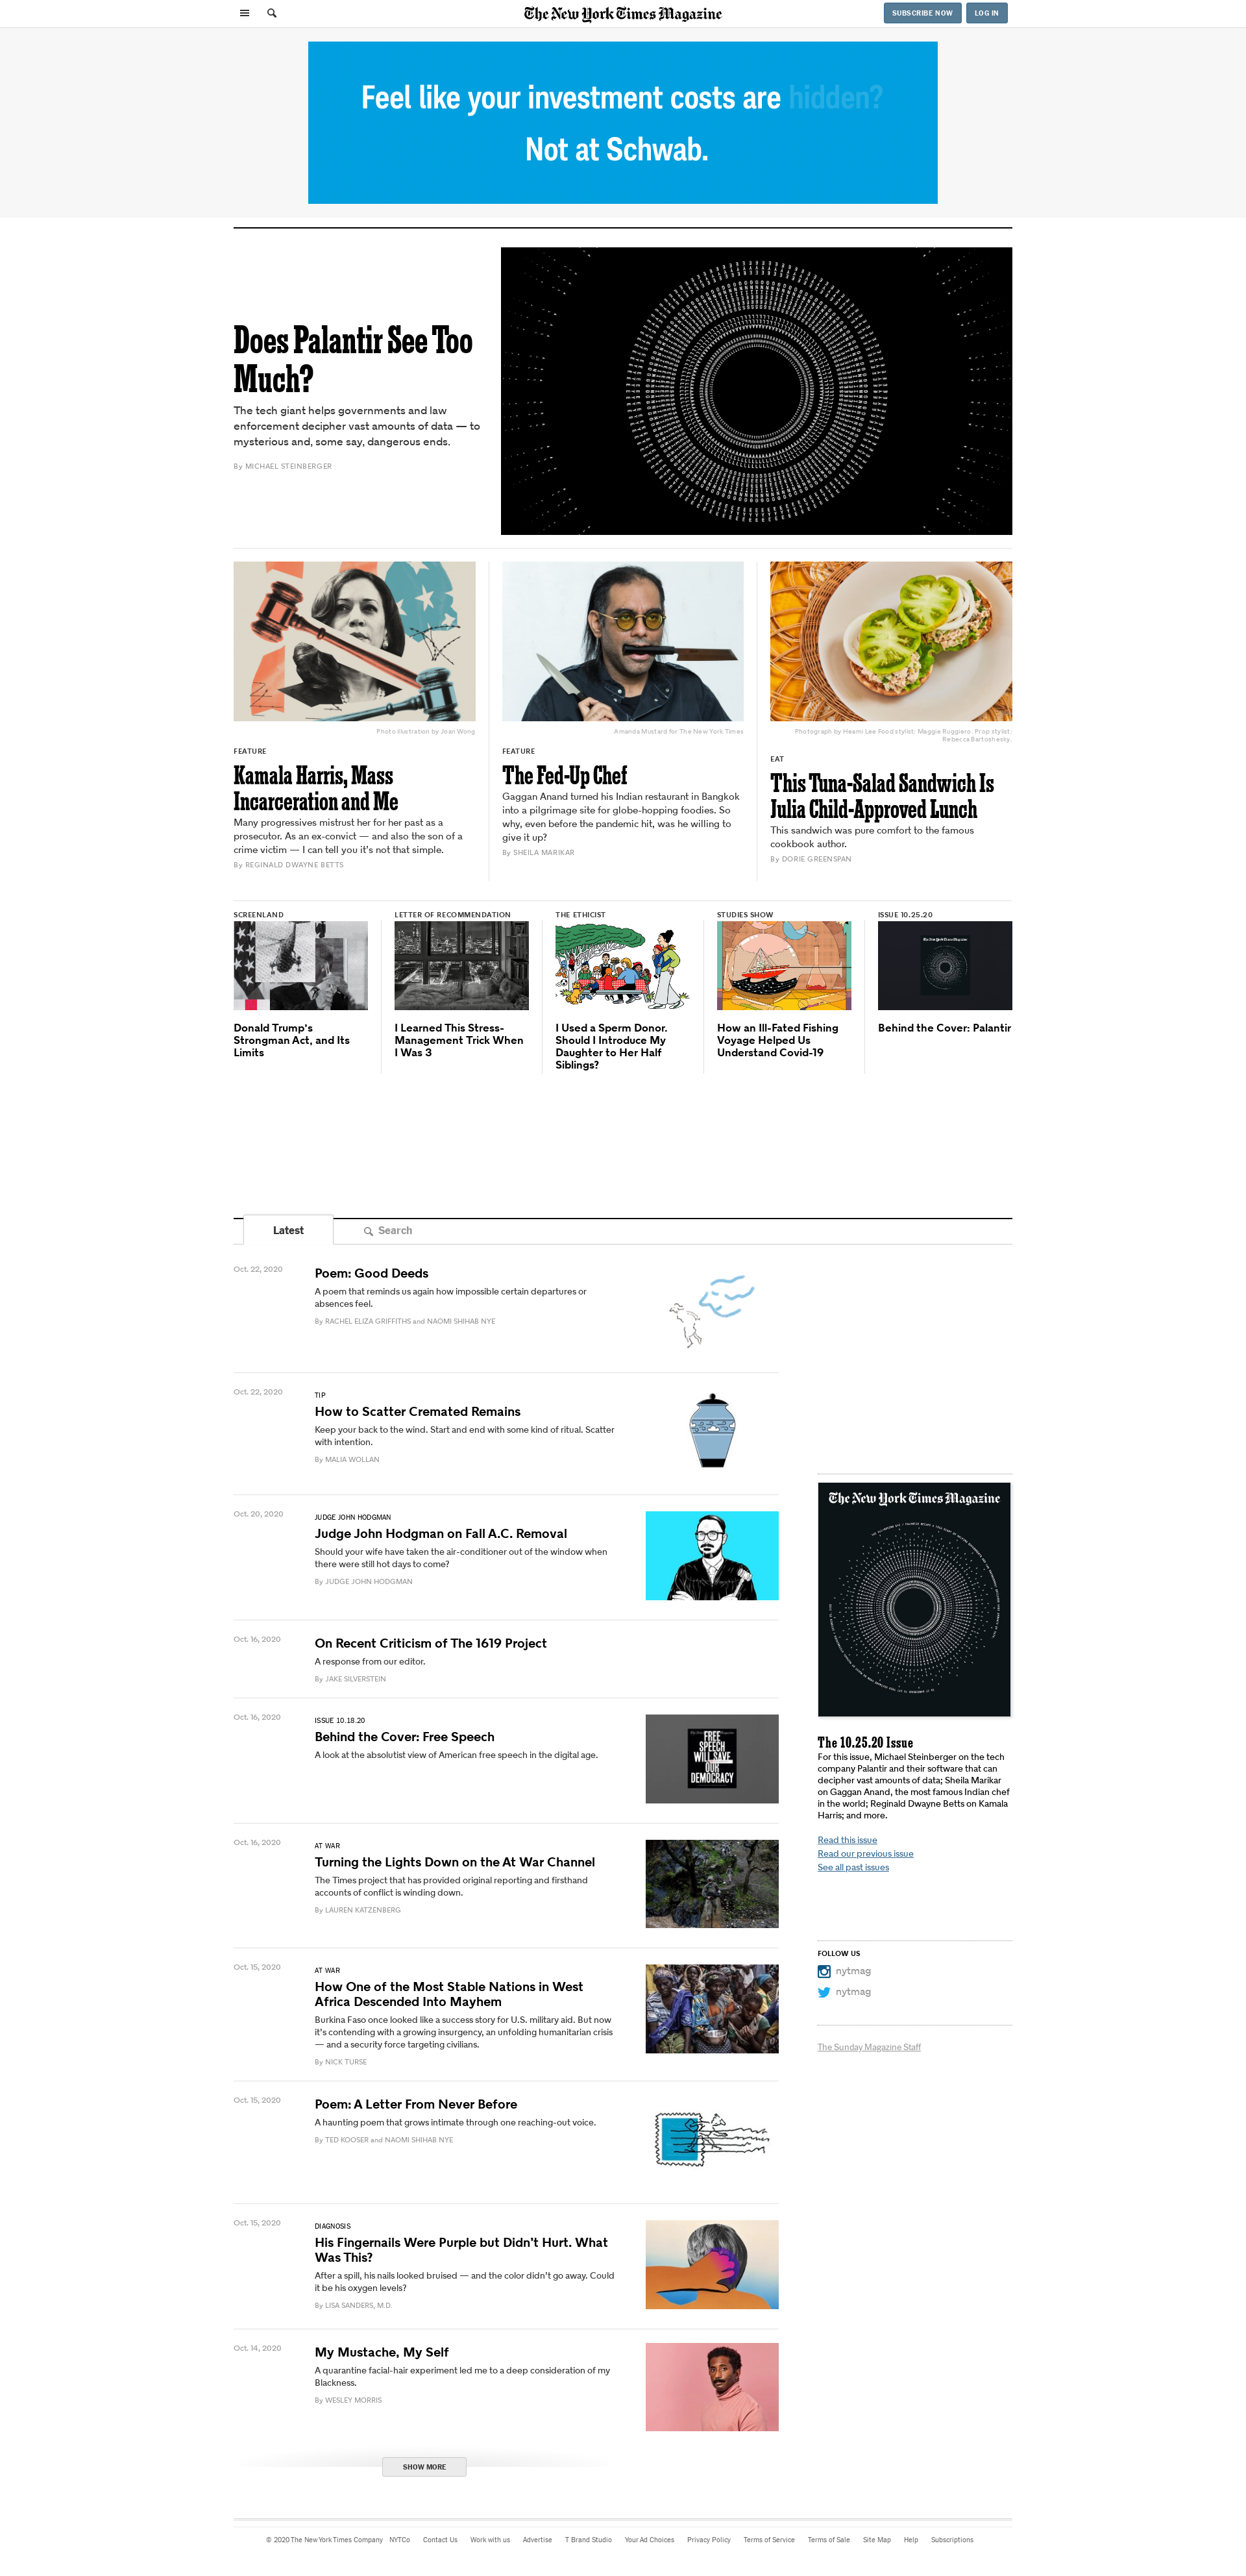 The New York Times Magazine
SUBSCRIBE NOW
LOG IN
Feel like your investment costs are hidden?
Not at Schwab.
Does Palantir See Too
Much?
The tech giant helps governments and law
enforcement decipher vast amounts of data — to
mysterious and, some say, dangerous ends.
By MICHAEL STEINBERGER
Photo illustration by Joan Wong
FEATURE
Kamala Harris, Mass
Incarceration and Me
Many progressives mistrust her for her past as a
prosecutor. As an ex-convict — and also the son of a
crime victim — I can tell you it's not that simple.
By REGINALD DWAYNE BETTS
Amanda Mustard for The New York Times
FEATURE
The Fed-Up Chef
Gaggan Anand turned his Indian restaurant in Bangkok
into a pilgrimage site for globe-hopping foodies. So
why, even before the pandemic hit, was he willing to
give it up?
By SHEILA MARIKAR
Photograph by Heami Lee Food stylist: Maggie Ruggiero. Prop stylist:
Rebecca Bartoshesky.
EAT
This Tuna-Salad Sandwich Is
Julia Child-Approved Lunch
This sandwich was pure comfort to the famous
cookbook author.
By DORIE GREENSPAN
SCREENLAND
Donald Trump's
Strongman Act, and Its
Limits
LETTER OF RECOMMENDATION
I Learned This Stress-
Management Trick When
I Was 3
THE ETHICIST
I Used a Sperm Donor.
Should I Introduce My
Daughter to Her Half
Siblings?
STUDIES SHOW
How an Ill-Fated Fishing
Voyage Helped Us
Understand Covid-19
ISSUE 10.25.20
The New York Times Magazine
Behind the Cover: Palantir
Latest
Search
Oct. 22, 2020
Poem: Good Deeds
A poem that reminds us again how impossible certain departures or
absences feel.
By RACHEL ELIZA GRIFFITHS and NAOMI SHIHAB NYE
Oct. 22, 2020
TIP
How to Scatter Cremated Remains
Keep your back to the wind. Start and end with some kind of ritual. Scatter
with intention.
By MALIA WOLLAN
Oct. 20, 2020
JUDGE JOHN HODGMAN
Judge John Hodgman on Fall A.C. Removal
Should your wife have taken the air-conditioner out of the window when
there were still hot days to come?
By JUDGE JOHN HODGMAN
Oct. 16, 2020
On Recent Criticism of The 1619 Project
A response from our editor.
By JAKE SILVERSTEIN
Oct. 16, 2020
ISSUE 10.18.20
Behind the Cover: Free Speech
A look at the absolutist view of American free speech in the digital age.
FREE
SPEECH
WILL SAVE
OUR
DEMOCRACY
Oct. 16, 2020
AT WAR
Turning the Lights Down on the At War Channel
The Times project that has provided original reporting and firsthand
accounts of conflict is winding down.
By LAUREN KATZENBERG
Oct. 15, 2020
AT WAR
How One of the Most Stable Nations in West
Africa Descended Into Mayhem
Burkina Faso once looked like a success story for U.S. military aid. But now
it's contending with a growing insurgency, an unfolding humanitarian crisis
— and a security force targeting civilians.
By NICK TURSE
Oct. 15, 2020
Poem: A Letter From Never Before
A haunting poem that grows intimate through one reaching-out voice.
By TED KOOSER and NAOMI SHIHAB NYE
Oct. 15, 2020
DIAGNOSIS
His Fingernails Were Purple but Didn't Hurt. What
Was This?
After a spill, his nails looked bruised — and the color didn't go away. Could
it be his oxygen levels?
By LISA SANDERS, M.D.
Oct. 14, 2020
My Mustache, My Self
A quarantine facial-hair experiment led me to a deep consideration of my
Blackness.
By WESLEY MORRIS
SHOW MORE
The New York Times Magazine
The 10.25.20 Issue
For this issue, Michael Steinberger on the tech
company Palantir and their software that can
decipher vast amounts of data; Sheila Marikar
on Gaggan Anand, the most famous Indian chef
in the world; Reginald Dwayne Betts on Kamala
Harris; and more.
Read this issue
Read our previous issue
See all past issues
FOLLOW US
nytmag
nytmag
The Sunday Magazine Staff
© 2020 The New York Times Company NYTCo Contact Us Work with us Advertise T Brand Studio Your Ad Choices Privacy Policy Terms of Service Terms of Sale Site Map Help Subscriptions